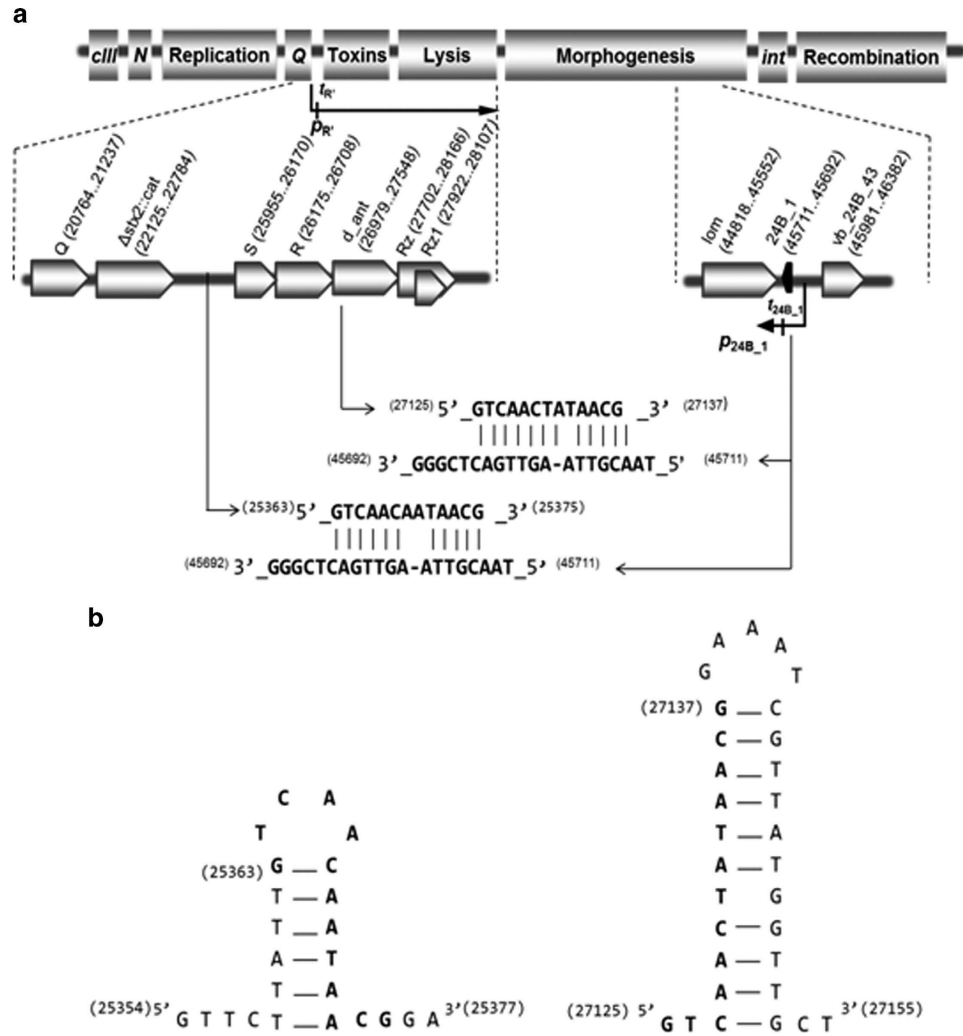 a
cIII N Replication Q Toxins Lysis Morphogenesis int Recombination
tR'
pR'
Q (20764..21237)
Δstx2::cat
(22125..22784)
S (25955..26170)
R (26175..26708)
d_ant
(26979..27548)
Rz (27702..28166)
Rz1 (27922..28107)
lom
(44818..45552)
24B_1
(45711..45692)
vb_24B_43
(45981..46382)
t24B_1
p24B_1
(27125) 5’_GTCAACTATAACG _3’ (27137)
(45692) 3’_GGGCTCAGTTGA-ATTGCAAT_5’ (45711)
(25363) 5’_GTCAACAATAACG _3’ (25375)
(45692) 3’_GGGCTCAGTTGA-ATTGCAAT_5’ (45711)
b
C A
T A
(25363) G — C
T — A
T — A
A — T
T — A
(25354) 5’ G T T C T — A C G G A 3’ (25377)
A A A
G T
(27137) G — C
C — G
A — T
A — T
T — A
A — T
T G
C — G
A — T
A — T
(27125) 5’ G T C — G C T 3’ (27155)